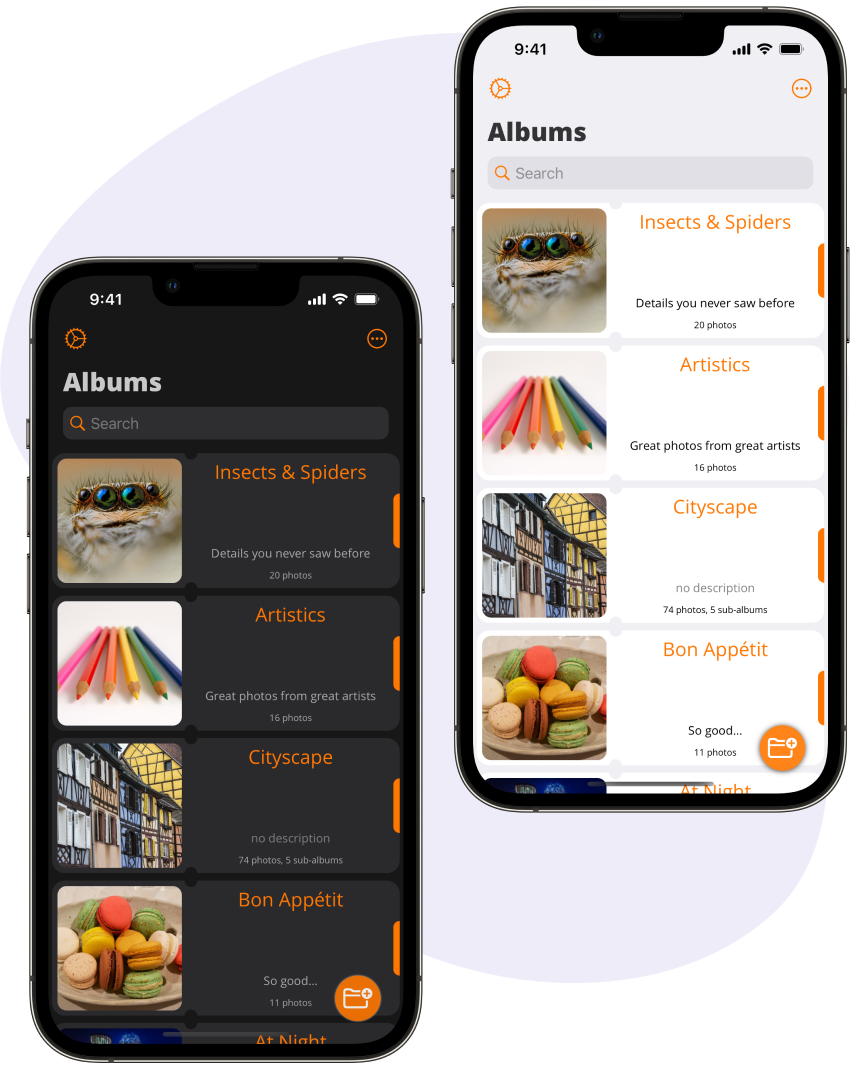 9:41
Albums
Search
Insects & Spiders
Details you never saw before
20 photos
Artistics
Great photos from great artists
16 photos
Cityscape
no description
74 photos, 5 sub-albums
Bon Appétit
So good...
11 photos
At Night
9:41
Albums
Search
Insects & Spiders
Details you never saw before
20 photos
Artistics
Great photos from great artists
16 photos
Cityscape
no description
74 photos, 5 sub-albums
Bon Appétit
So good...
11 photos
At Night